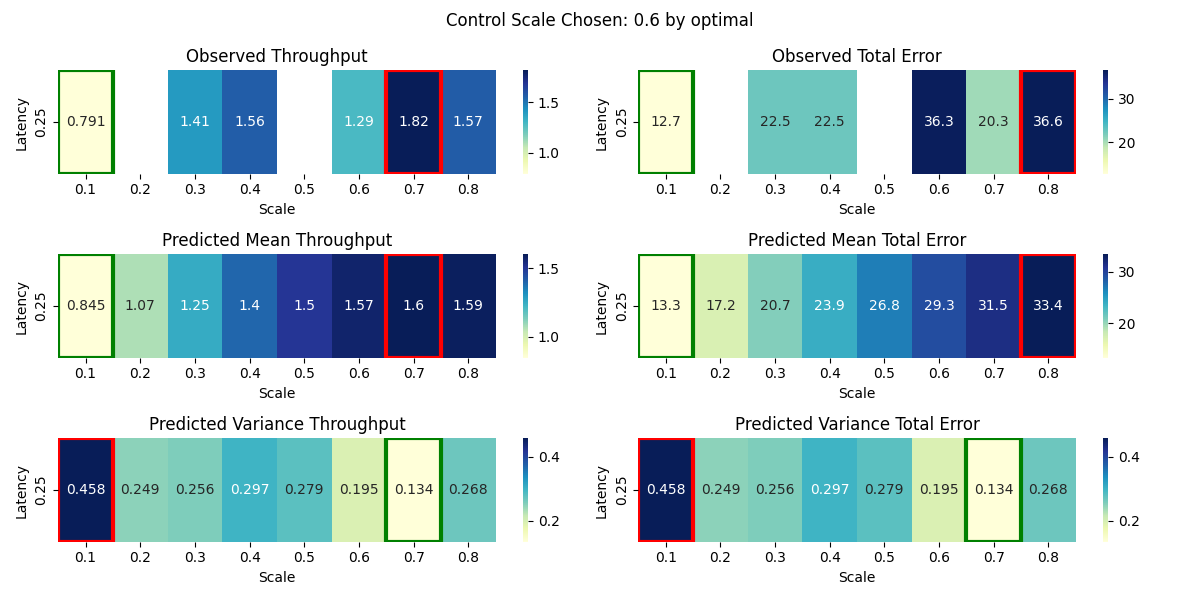 Control Scale Chosen: 0.6 by optimal
Observed Throughput
Latency
0.25
0.791 1.41 1.56 1.29 1.82 1.57
1.5
1.0
0.1 0.2 0.3 0.4 0.5 0.6 0.7 0.8
Scale
Observed Total Error
Latency
0.25
12.7 22.5 22.5 36.3 20.3 36.6
30
20
0.1 0.2 0.3 0.4 0.5 0.6 0.7 0.8
Scale
Predicted Mean Throughput
Latency
0.25
0.845 1.07 1.25 1.4 1.5 1.57 1.6 1.59
1.5
1.0
0.1 0.2 0.3 0.4 0.5 0.6 0.7 0.8
Scale
Predicted Mean Total Error
Latency
0.25
13.3 17.2 20.7 23.9 26.8 29.3 31.5 33.4
30
20
0.1 0.2 0.3 0.4 0.5 0.6 0.7 0.8
Scale
Predicted Variance Throughput
Latency
0.25
0.458 0.249 0.256 0.297 0.279 0.195 0.134 0.268
0.4
0.2
0.1 0.2 0.3 0.4 0.5 0.6 0.7 0.8
Scale
Predicted Variance Total Error
Latency
0.25
0.458 0.249 0.256 0.297 0.279 0.195 0.134 0.268
0.4
0.2
0.1 0.2 0.3 0.4 0.5 0.6 0.7 0.8
Scale